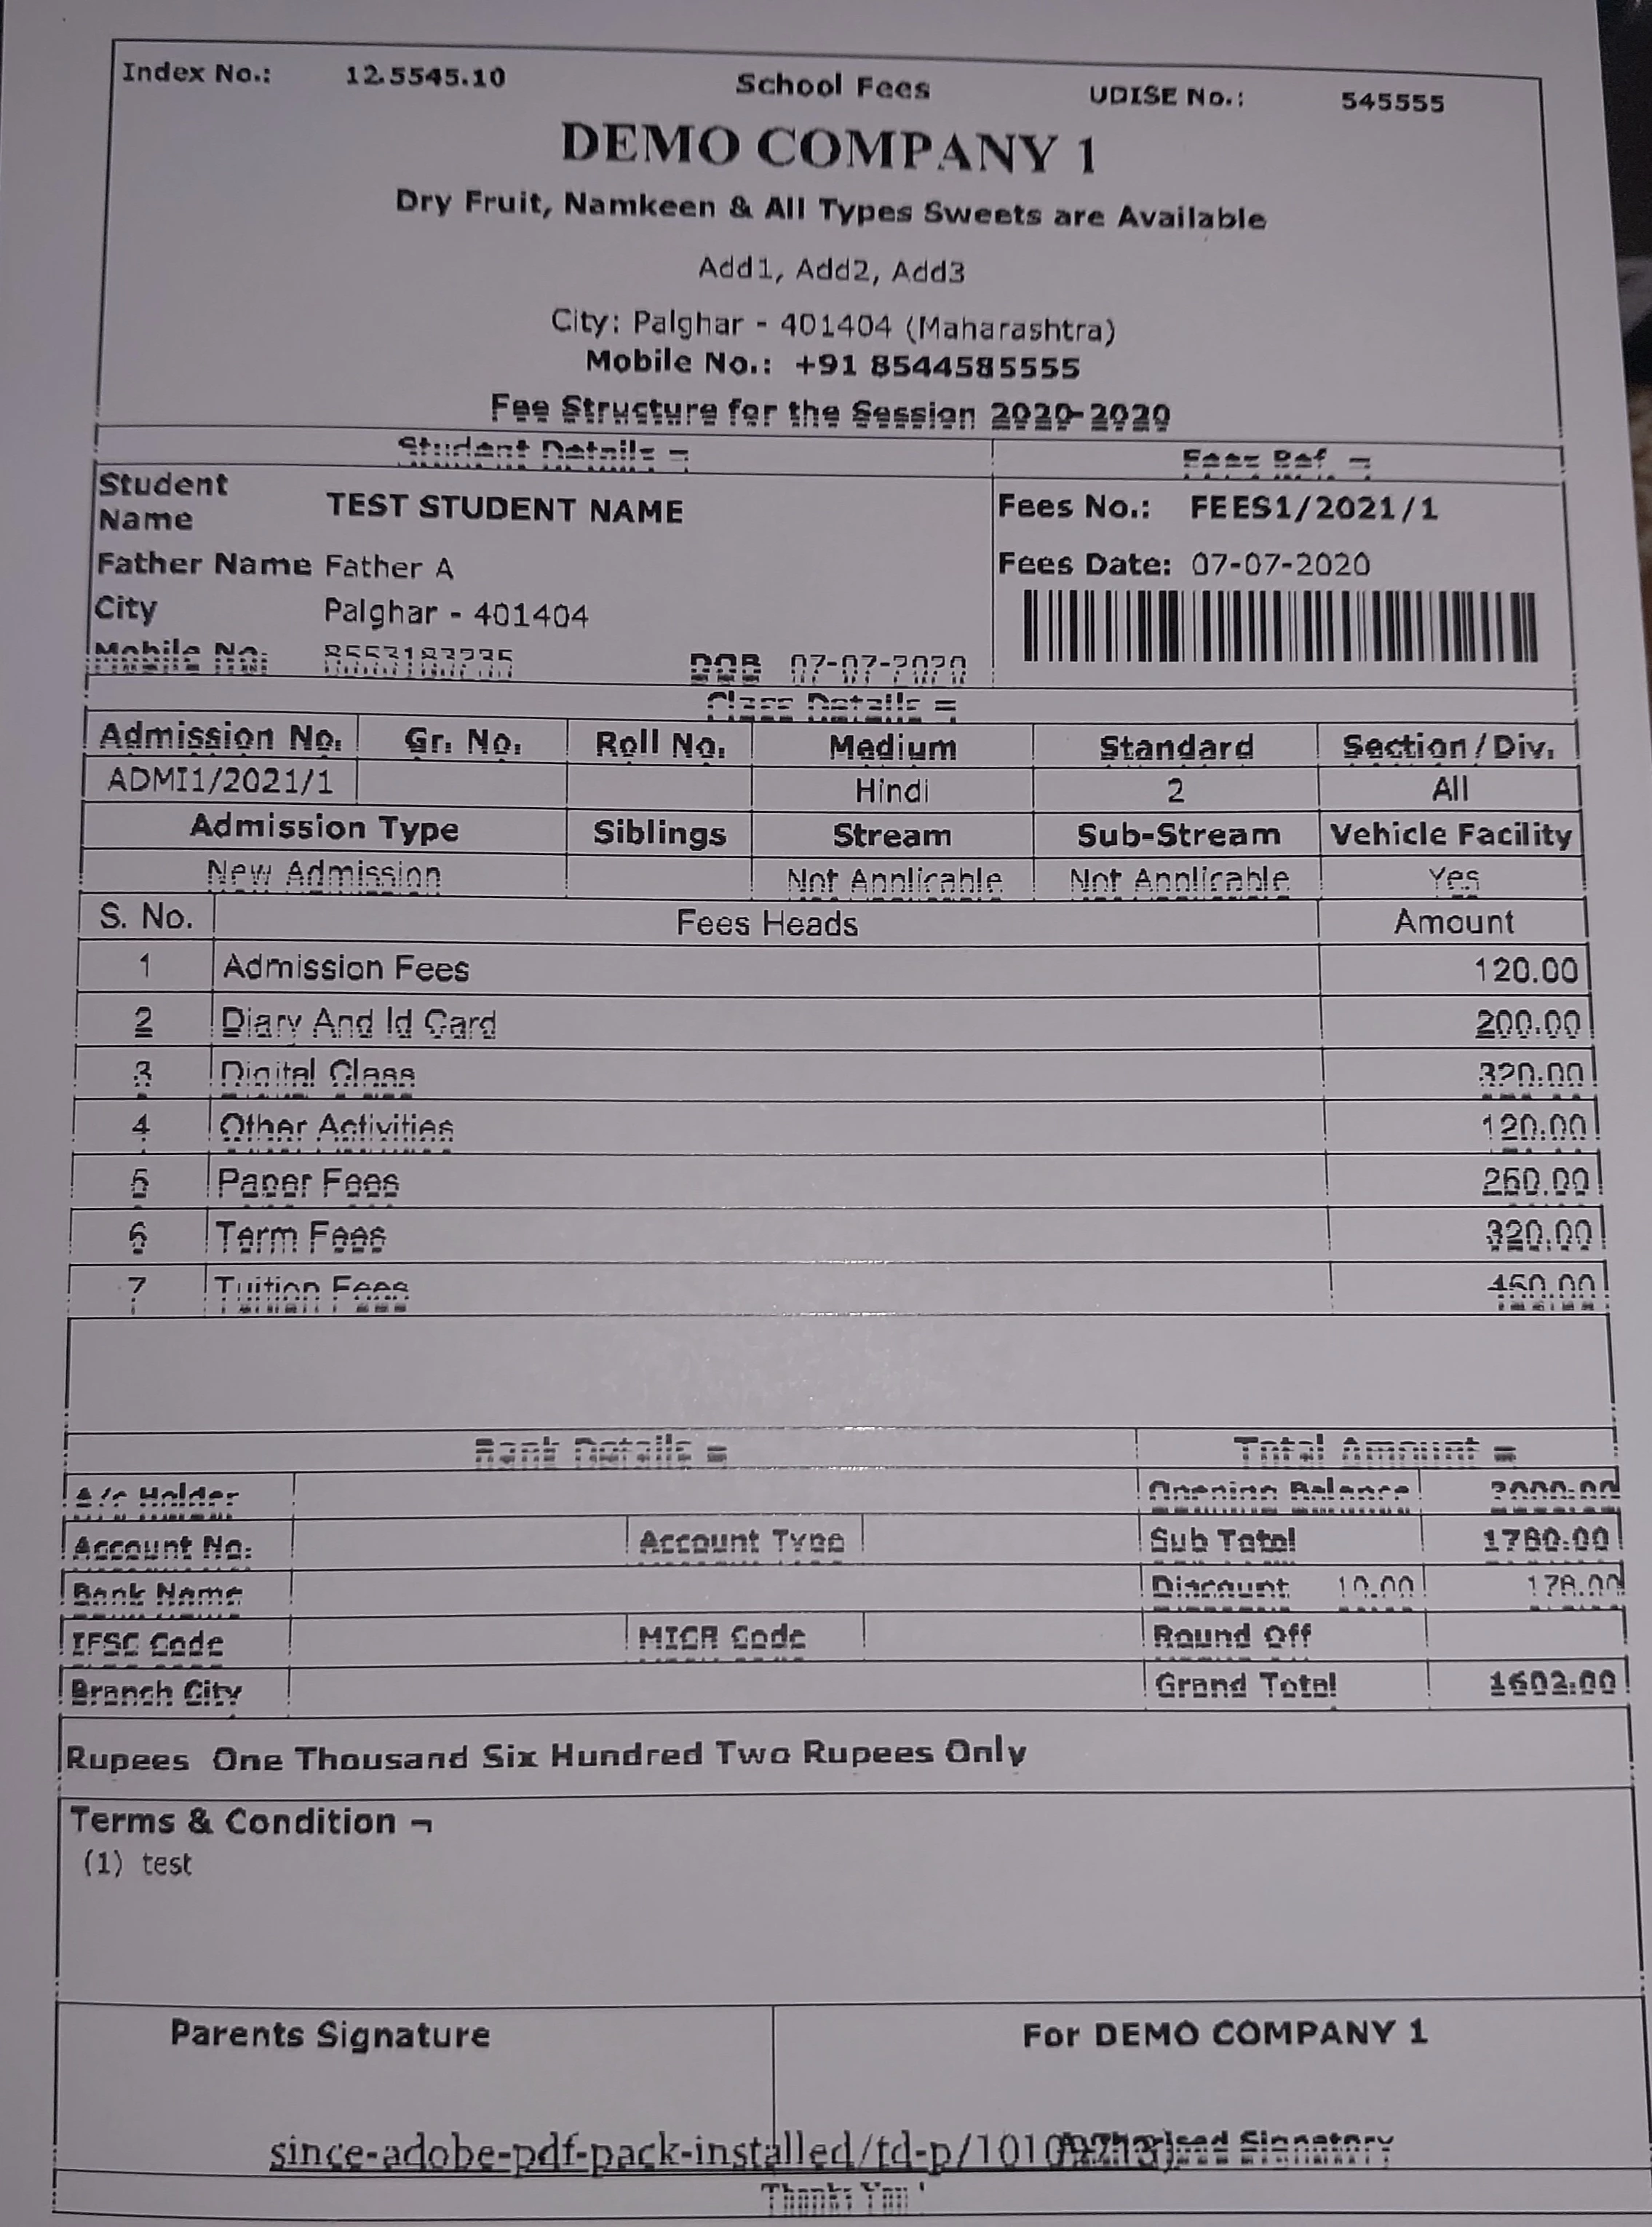 Index No.: 12.5545.10 School Fees UDISE No.: 545555
DEMO COMPANY 1
Dry Fruit, Namkeen & All Types Sweets are Available
Add1, Add2, Add3
City: Palghar - 401404 (Maharashtra)
Mobile No.: +91 8544585555
Fee Structure for the Session 2020-2020
Student Details ¬ Fees Ref. ¬
Student Name TEST STUDENT NAME Fees No.: FEES1/2021/1
Father Name Father A Fees Date: 07-07-2020
City Palghar - 401404
Mobile No: DOB 07-07-2020
Class Details ¬
Admission No. Gr. No. Roll No. Medium Standard Section/Div.
ADMI1/2021/1 Hindi 2 All
Admission Type Siblings Stream Sub-Stream Vehicle Facility
New Admission Not Applicable Not Applicable Yes
S. No. Fees Heads Amount
1 Admission Fees 120.00
2 Diary And Id Card 200.00
3 Digital Class 320.00
4 Other Activities 120.00
5 Paper Fees 250.00
6 Term Fees 320.00
7 Tuition Fees 450.00
Bank Details ¬ Total Amount ¬
A/c Holder Opening Balance
Account No: Account Type Sub Total 1780.00
Bank Name Discount 10.00 178.00
IFSC Code MICR Code Round Off
Branch City Grand Total 1602.00
Rupees One Thousand Six Hundred Two Rupees Only
Terms & Condition ¬
(1) test
Parents Signature For DEMO COMPANY 1
since-adobe-pdf-pack-installed/td-p/ Signatory
Thanks You